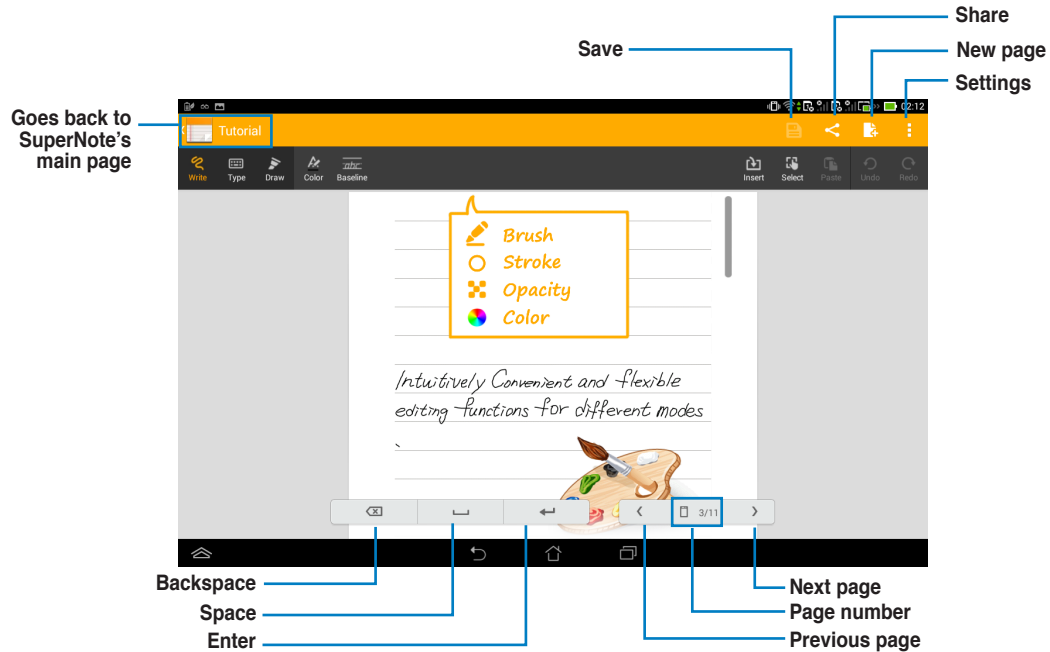 Share
Save
New page
Settings
Goes back to
SuperNote's
main page
02:12
Tutorial
Write Type Draw Color Baseline Insert Select Paste Undo Redo
abc
Brush
Stroke
Opacity
Color
Intuitively Convenient and flexible
editing functions for different modes
3/11
Backspace
Space
Enter
Next page
Page number
Previous page